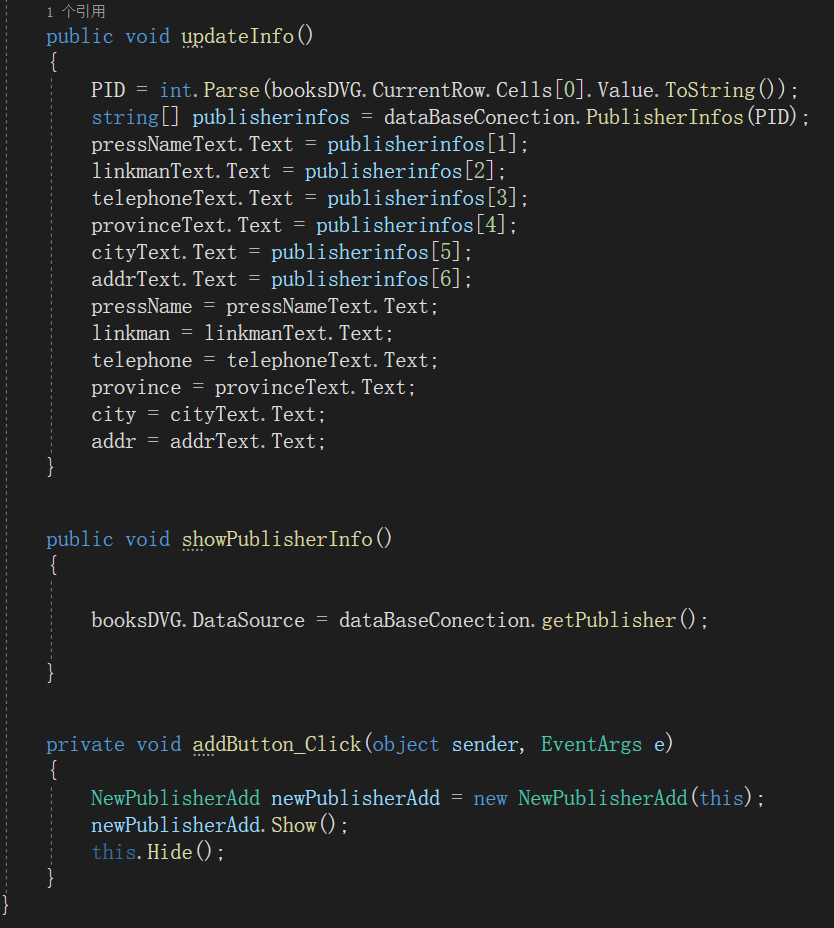 1 个引用
public void updateInfo()
{
PID = int.Parse(booksDVG.CurrentRow.Cells[0].Value.ToString());
string[] publisherinfos = dataBaseConection.PublisherInfos(PID);
pressNameText.Text = publisherinfos[1];
linkmanText.Text = publisherinfos[2];
telephoneText.Text = publisherinfos[3];
provinceText.Text = publisherinfos[4];
cityText.Text = publisherinfos[5];
addrText.Text = publisherinfos[6];
pressName = pressNameText.Text;
linkman = linkmanText.Text;
telephone = telephoneText.Text;
province = provinceText.Text;
city = cityText.Text;
addr = addrText.Text;
}
public void showPublisherInfo()
{
booksDVG.DataSource = dataBaseConection.getPublisher();
}
private void addButton_Click(object sender, EventArgs e)
{
NewPublisherAdd newPublisherAdd = new NewPublisherAdd(this);
newPublisherAdd.Show();
this.Hide();
}
}